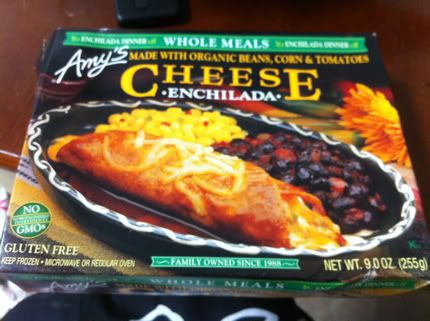 ENCHILADA DINNER WHOLE MEALS ENCHILADA DINNER
Amy's
MADE WITH ORGANIC BEANS, CORN & TOMATOES
CHEESE
·ENCHILADA·
NO
GMOs
GLUTEN FREE
KEEP FROZEN • MICROWAVE OR REGULAR OVEN
FAMILY OWNED SINCE 1988
NET WT. 9.0 OZ. (255g)
WHOLE MEALS